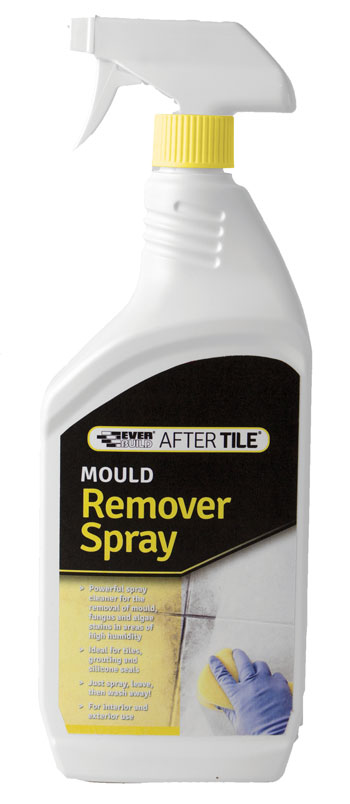 EVER BUILD AFTER TILE®
MOULD
Remover
Spray
> Powerful spray
cleaner for the
removal of mould,
fungus and algae
stains in areas of
high humidity
> Ideal for tiles,
grouting and
silicone seals
> Just spray, leave,
then wash away!
> For interior and
exterior use